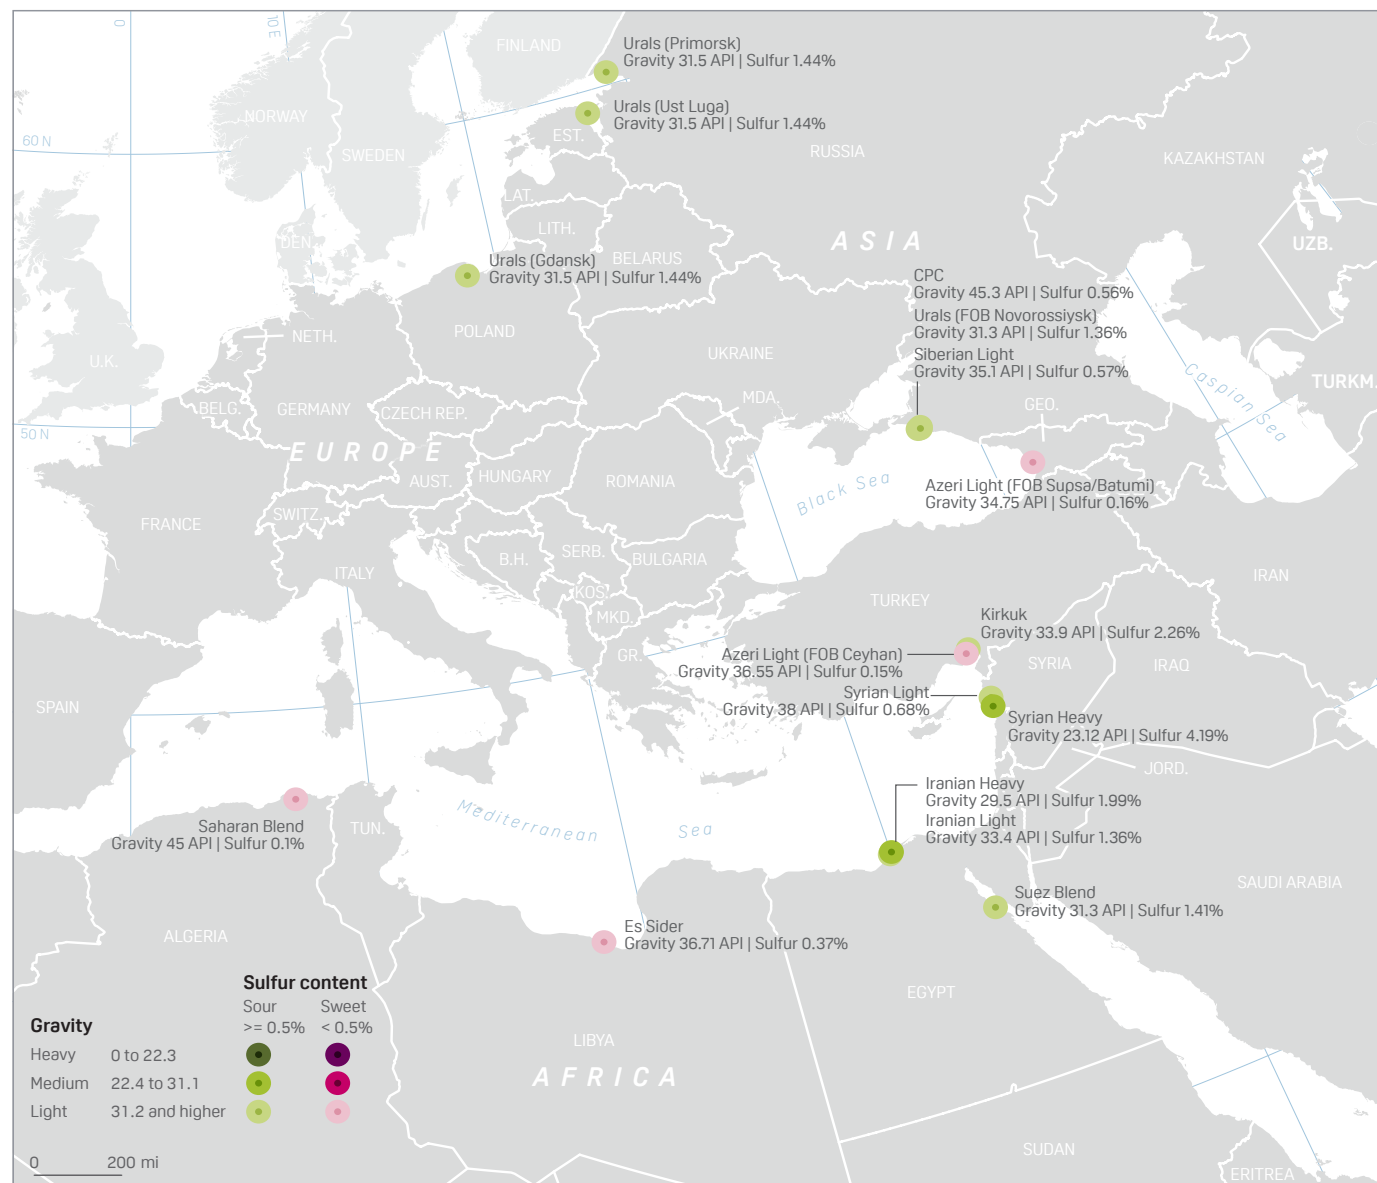 0
10 E
FINLAND
Urals (Primorsk)
Gravity 31.5 API | Sulfur 1.44%
NORWAY
Urals (Ust Luga)
Gravity 31.5 API | Sulfur 1.44%
EST.
60 N
SWEDEN
RUSSIA
KAZAKHSTAN
LAT.
LITH.
DEN.
ASIA
UZB.
BELARUS
Urals (Gdansk)
Gravity 31.5 API | Sulfur 1.44%
CPC
Gravity 45.3 API | Sulfur 0.56%
Urals (FOB Novorossiysk)
Gravity 31.3 API | Sulfur 1.36%
Siberian Light
Gravity 35.1 API | Sulfur 0.57%
NETH.
POLAND
U.K.
UKRAINE
Caspian Sea
TURKM.
BELG.
GERMANY
CZECH REP.
MDA.
GEO.
50 N
EUROPE
AUST.
HUNGARY
ROMANIA
Black Sea
Azeri Light (FOB Supsa/Batumi)
Gravity 34.75 API | Sulfur 0.16%
FRANCE
SWITZ.
B.H.
SERB.
BULGARIA
ITALY
KOS.
MKD.
IRAN
TURKEY
Kirkuk
Gravity 33.9 API | Sulfur 2.26%
GR.
Azeri Light (FOB Ceyhan)
Gravity 36.55 API | Sulfur 0.15%
SYRIA
IRAQ
Syrian Light
Gravity 38 API | Sulfur 0.68%
SPAIN
Syrian Heavy
Gravity 23.12 API | Sulfur 4.19%
JORD.
Iranian Heavy
Gravity 29.5 API | Sulfur 1.99%
Iranian Light
Gravity 33.4 API | Sulfur 1.36%
Mediterranean Sea
Saharan Blend
Gravity 45 API | Sulfur 0.1%
TUN.
SAUDI ARABIA
Suez Blend
Gravity 31.3 API | Sulfur 1.41%
ALGERIA
Es Sider
Gravity 36.71 API | Sulfur 0.37%
EGYPT
LIBYA
AFRICA
SUDAN
ERITREA
Sulfur content
Sour Sweet
>= 0.5% < 0.5%
Gravity
Heavy 0 to 22.3
Medium 22.4 to 31.1
Light 31.2 and higher
0 200 mi